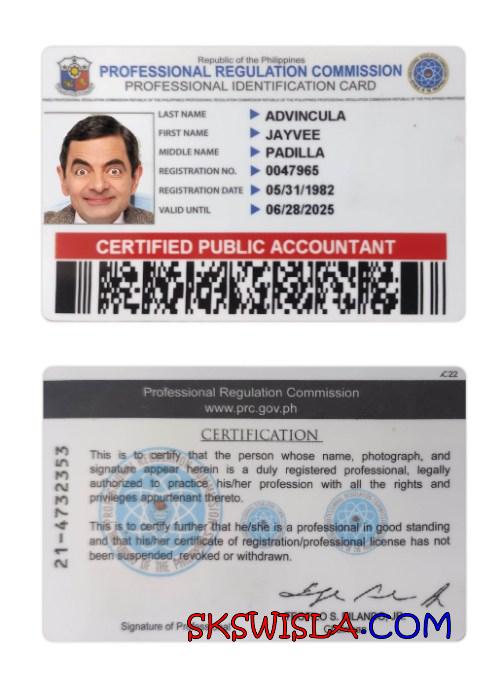 Republic of the Philippines
PROFESSIONAL REGULATION COMMISSION
PROFESSIONAL IDENTIFICATION CARD
LAST NAME ADVINCULA
FIRST NAME JAYVEE
MIDDLE NAME PADILLA
REGISTRATION NO. 0047965
REGISTRATION DATE 05/31/1982
VALID UNTIL 06/28/2025
CERTIFIED PUBLIC ACCOUNTANT
Professional Regulation Commission
www.prc.gov.ph
CERTIFICATION
This is to certify that the person whose name, photograph, and
signature appear herein is a duly registered professional, legally
authorized to practice his/her profession with all the rights and
privileges appurtenant thereto.
This is to certify further that he/she is a professional in good standing
and that his/her certificate of registration/professional license has not
been suspended, revoked or withdrawn.
21-4732353
Signature of
SKSWISLA.COM